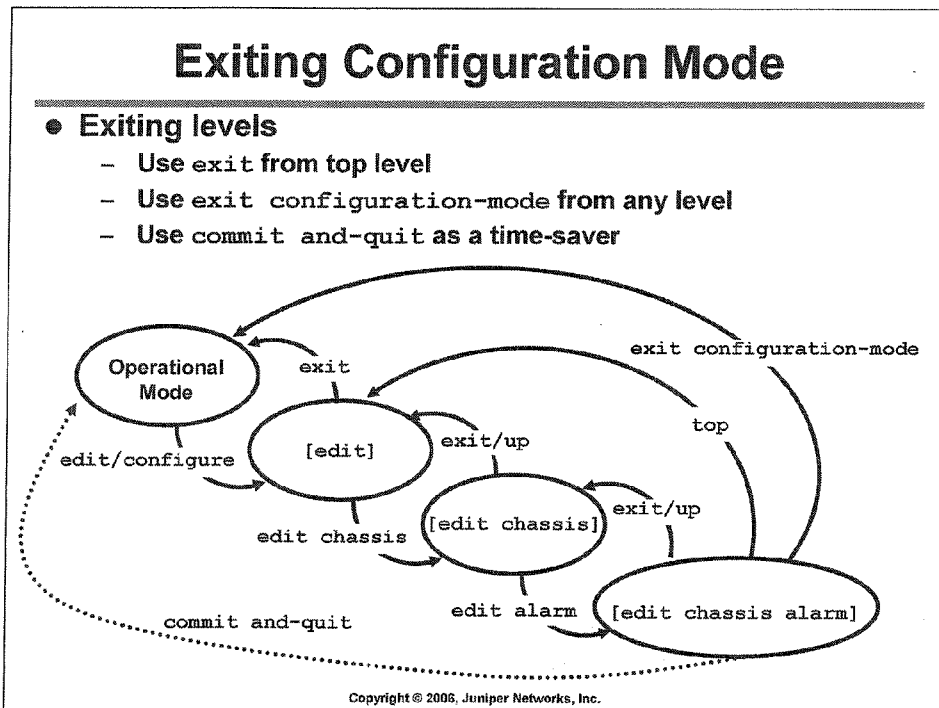 Exiting Configuration Mode
● Exiting levels
– Use exit from top level
– Use exit configuration-mode from any level
– Use commit and-quit as a time-saver
Operational
Mode
exit
exit configuration-mode
top
edit/configure
[edit]
exit/up
edit chassis
[edit chassis]
exit/up
edit alarm
[edit chassis alarm]
commit and-quit
Copyright © 2006, Juniper Networks, Inc.